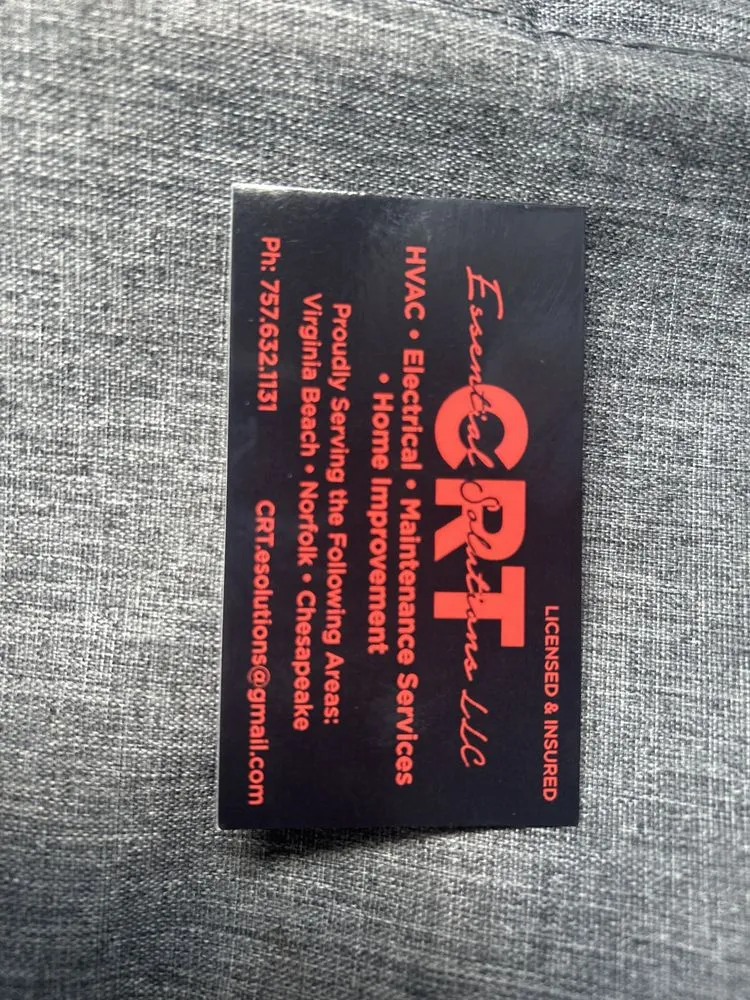 LICENSED & INSURED
CRT
Essential Solutions LLC
HVAC • Electrical • Maintenance Services
• Home Improvement
Proudly Serving the Following Areas:
Virginia Beach • Norfolk • Chesapeake
Ph: 757.632.1131 CRT.esolutions@gmail.com